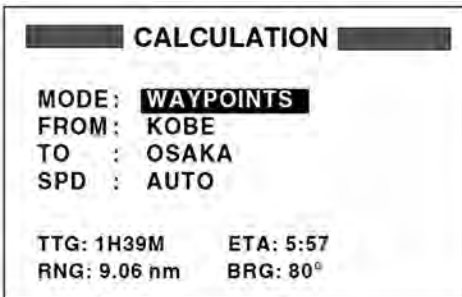 CALCULATION
MODE: WAYPOINTS
FROM: KOBE
TO : OSAKA
SPD : AUTO
TTG: 1H39M ETA: 5:57
RNG: 9.06 nm BRG: 80°